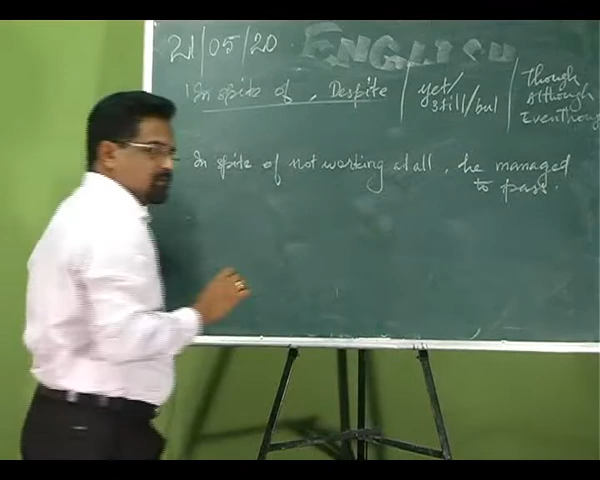 21/05/20 ENGLISH
In spite of, Despite | yet/ still/but | Though Although EvenThough
In spite of not working at all, he managed
to pass.